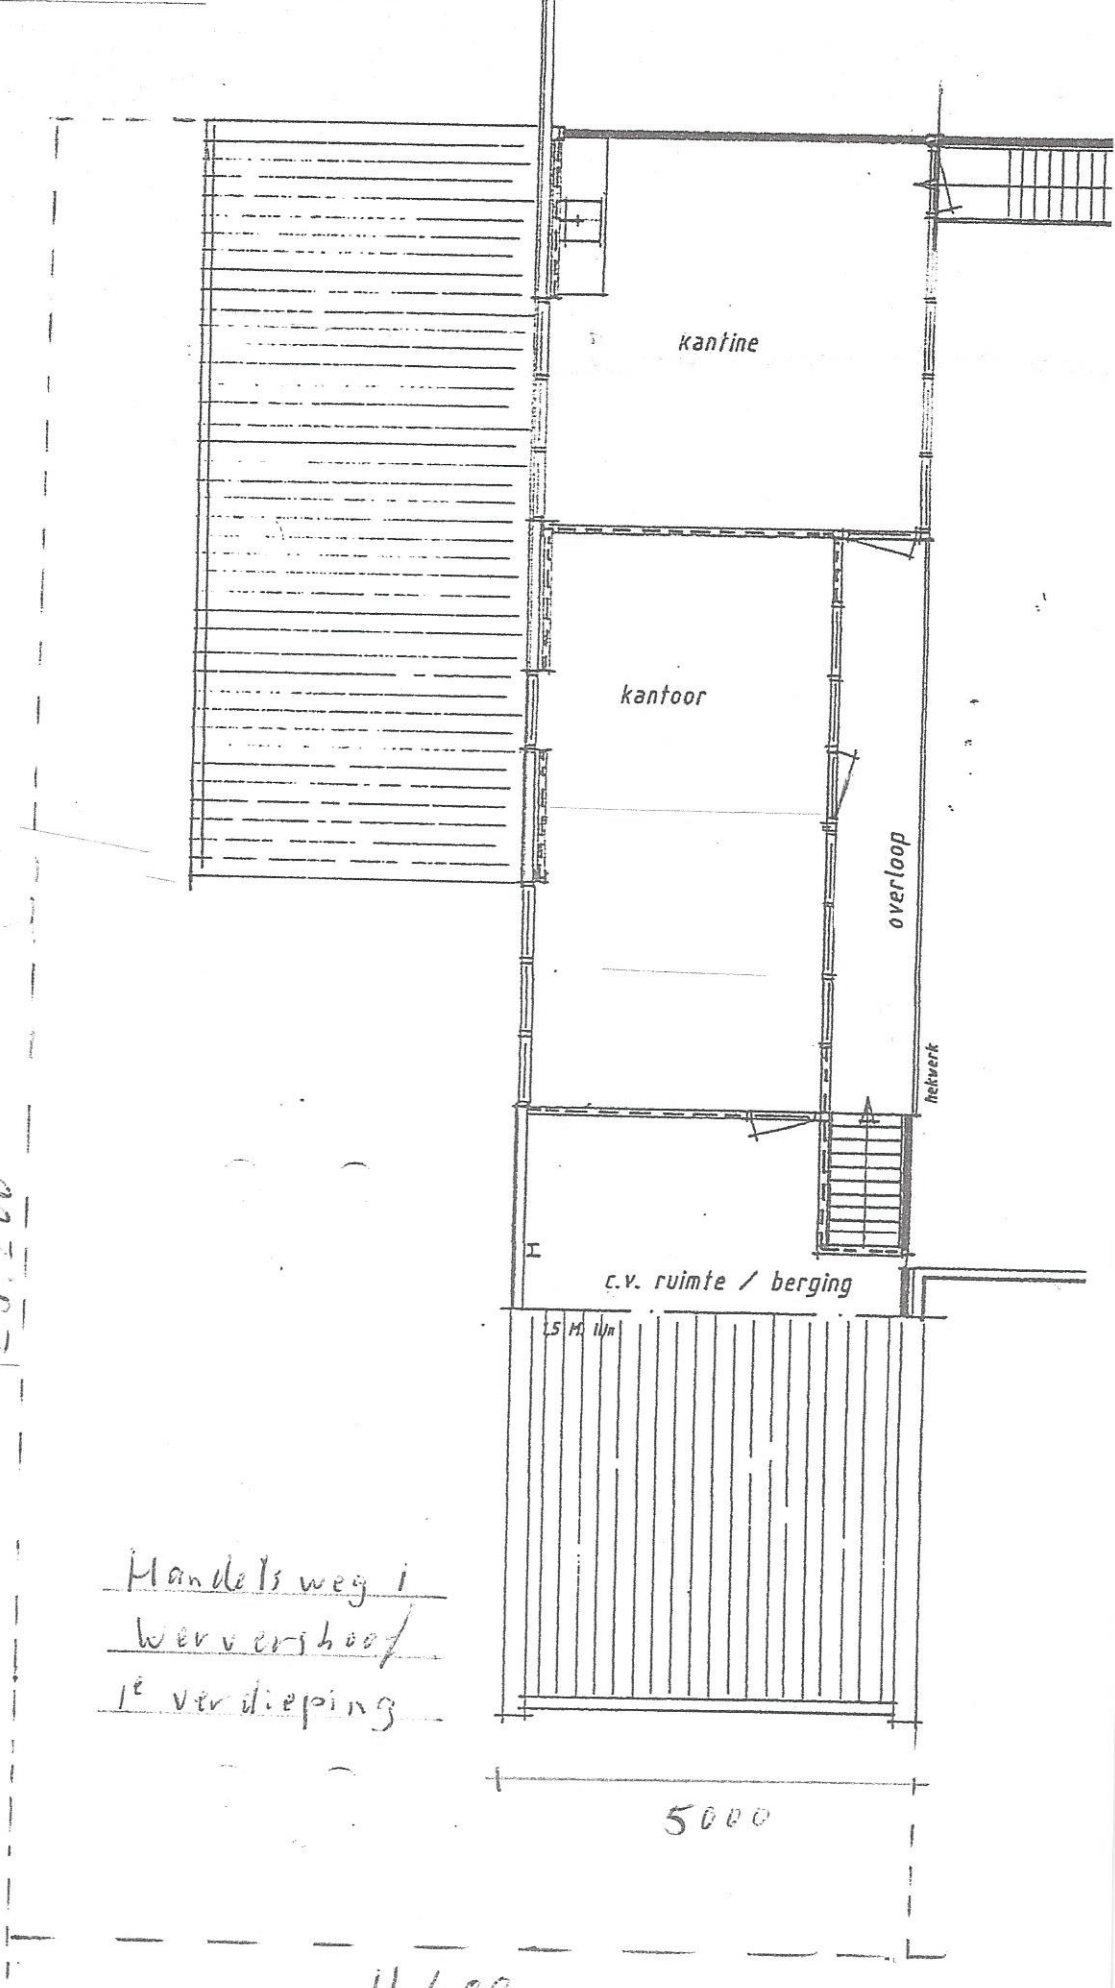 kantine
kantoor
overloop
hekwerk
c.v. ruimte / berging
Handelsweg 1
Wervershoof
1e verdieping
5000